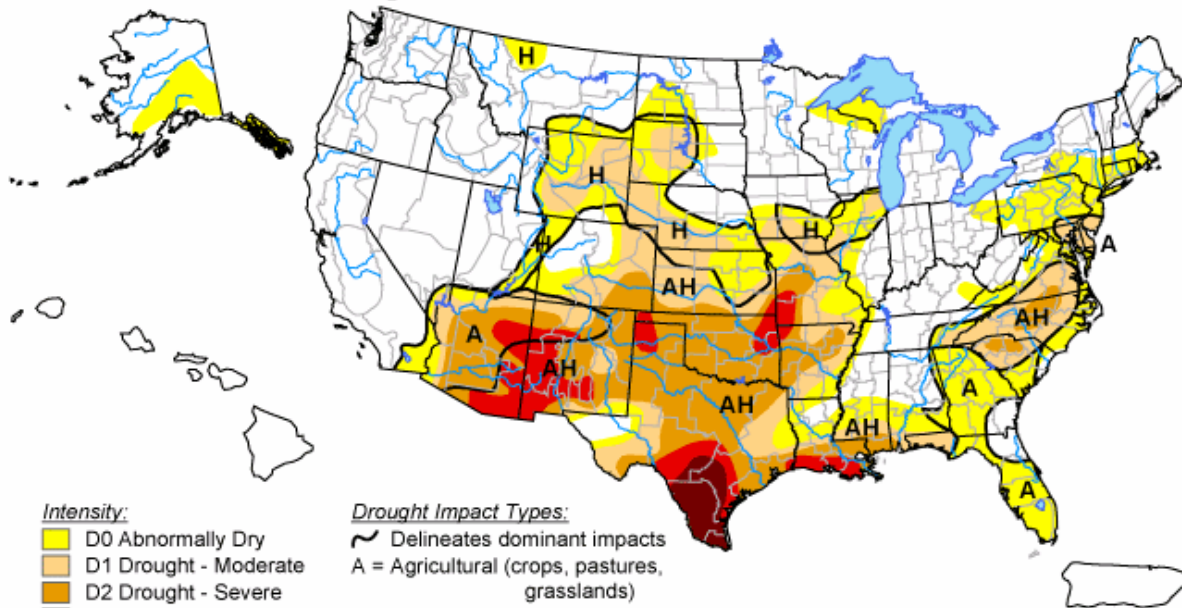 H
H
H
H
H
A
AH
A
AH
AH
AH
A
AH
A
Intensity:
D0 Abnormally Dry
D1 Drought - Moderate
D2 Drought - Severe
Drought Impact Types:
Delineates dominant impacts
A = Agricultural (crops, pastures,
grasslands)